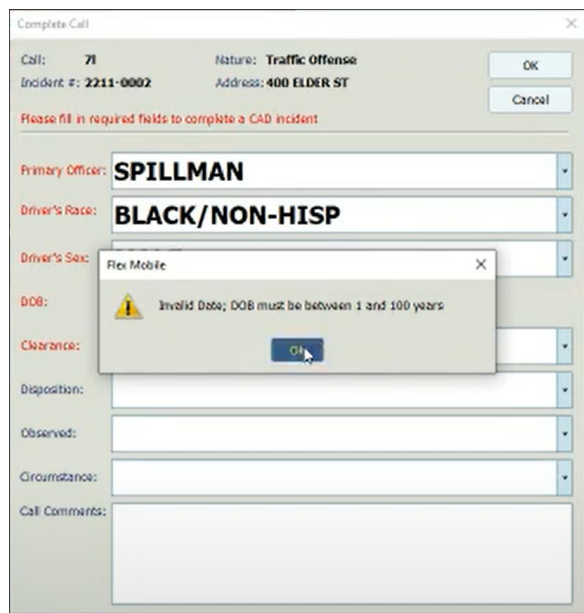 Complete Call
Call: 7l Nature: Traffic Offense OK
Incident #: 2211-0002 Address: 400 ELDER ST
Cancel
Please fill in required fields to complete a CAD incident
Primary Officer: SPILLMAN
Driver's Race: BLACK/NON-HISP
Driver's Sex:
Flex Mobile
Invalid Date; DOB must be between 1 and 100 years
DOB:
OK
Clearance:
Disposition:
Observed:
Circumstance:
Call Comments: